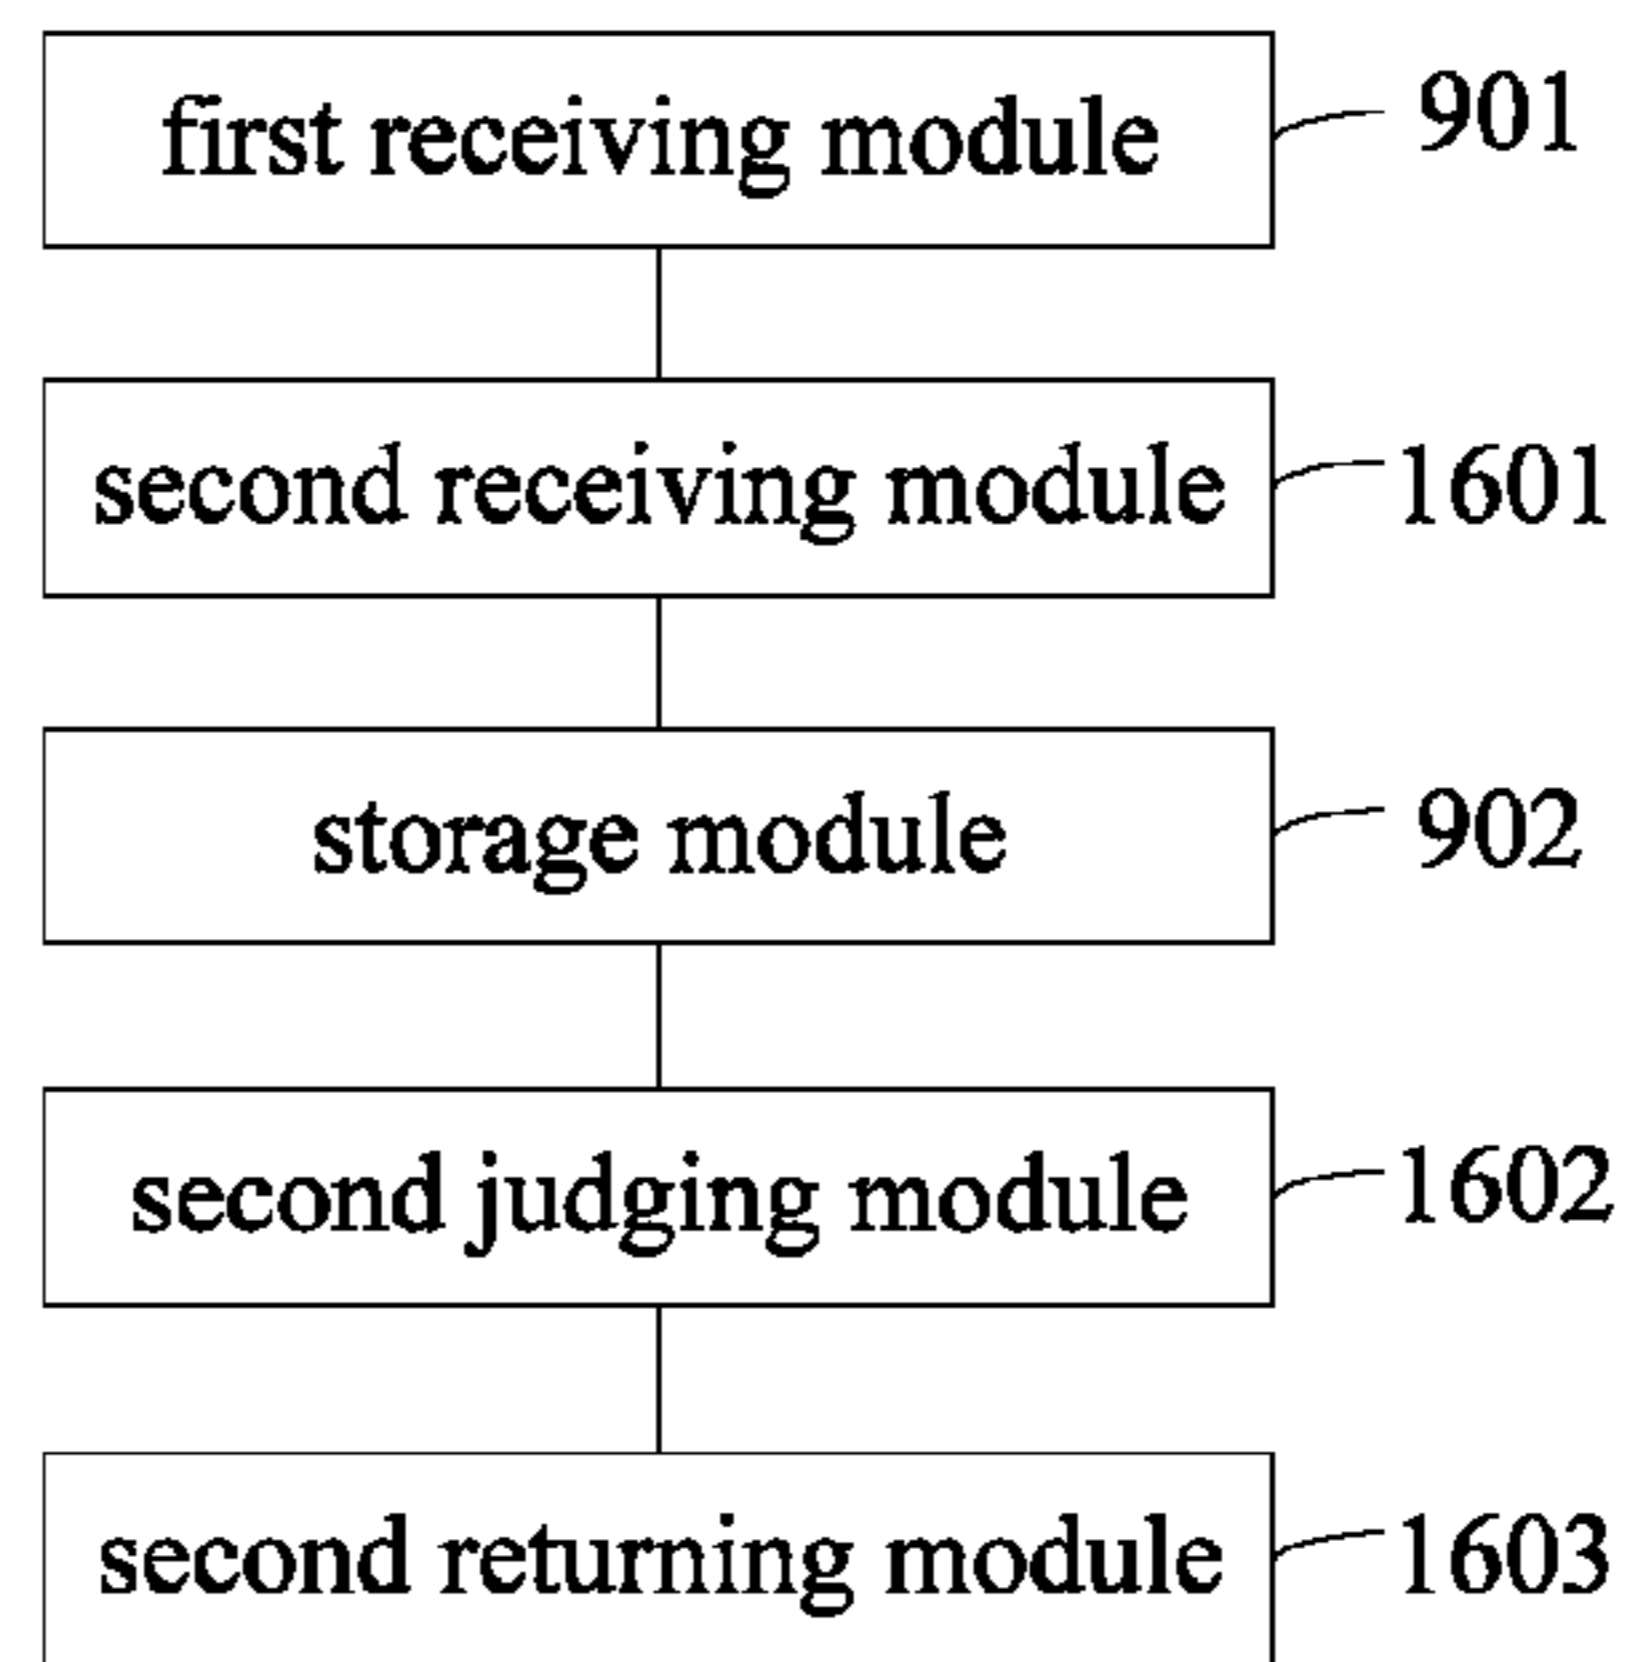 first receiving module 901
second receiving module 1601
storage module 902
second judging module 1602
second returning module 1603